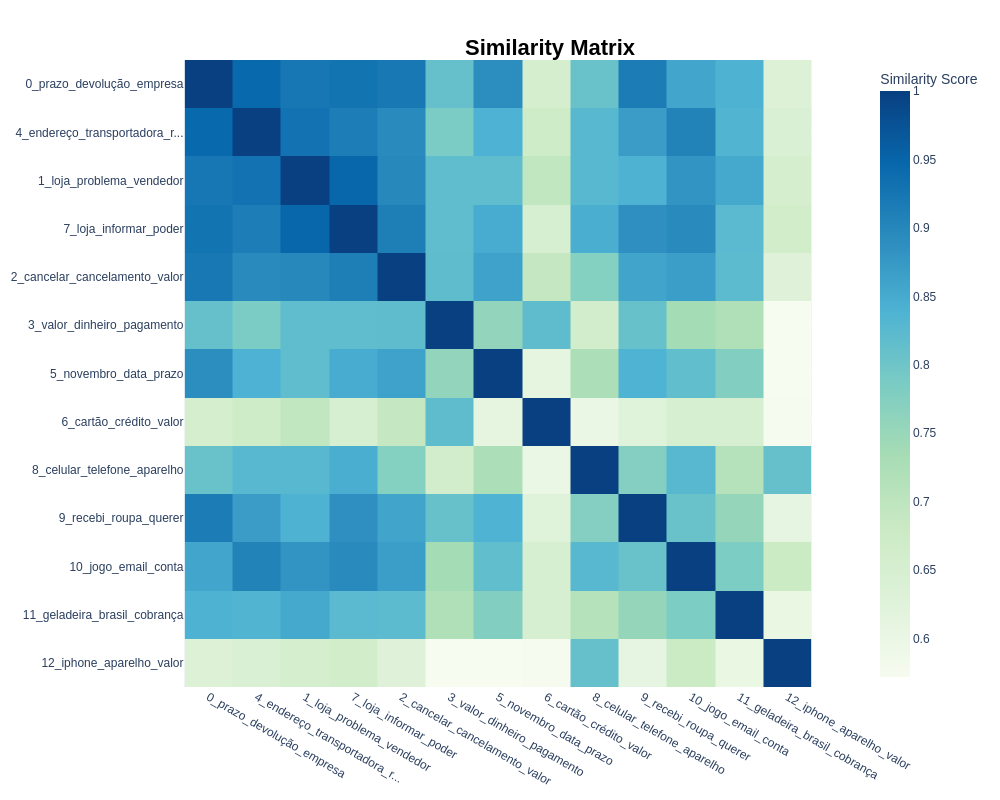 Similarity Matrix
Similarity Score
0_prazo_devolução_empresa
4_endereço_transportadora_r...
1_loja_problema_vendedor
7_loja_informar_poder
2_cancelar_cancelamento_valor
3_valor_dinheiro_pagamento
5_novembro_data_prazo
6_cartão_crédito_valor
8_celular_telefone_aparelho
9_recebi_roupa_querer
10_jogo_email_conta
11_geladeira_brasil_cobrança
12_iphone_aparelho_valor
1
0.95
0.9
0.85
0.8
0.75
0.7
0.65
0.6
0_prazo_devolução_empresa
4_endereço_transportadora_r...
1_loja_problema_vendedor
7_loja_informar_poder
2_cancelar_cancelamento_valor
3_valor_dinheiro_pagamento
5_novembro_data_prazo
6_cartão_crédito_valor
8_celular_telefone_aparelho
9_recebi_roupa_querer
10_jogo_email_conta
11_geladeira_brasil_cobrança
12_iphone_aparelho_valor